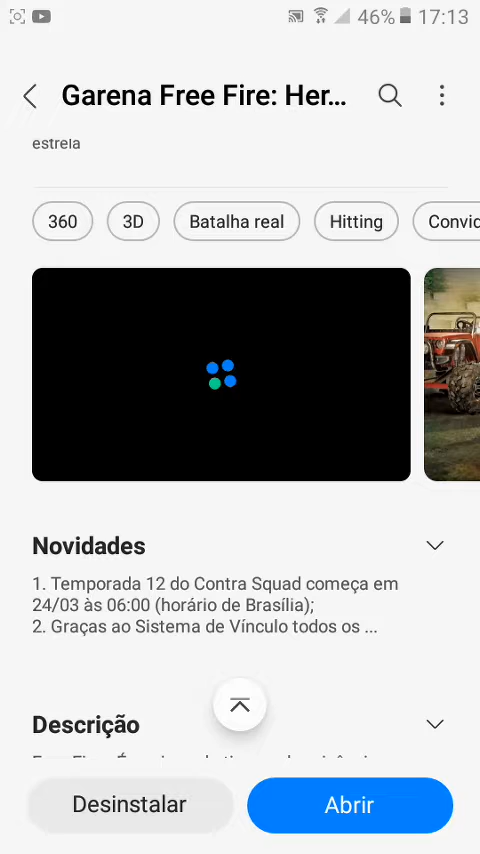 46% 17:13
Garena Free Fire: Her...
estrela
360 3D Batalha real Hitting Convid
Novidades
1. Temporada 12 do Contra Squad começa em
24/03 às 06:00 (horário de Brasília);
2. Graças ao Sistema de Vínculo todos os ...
Descrição
Desinstalar Abrir